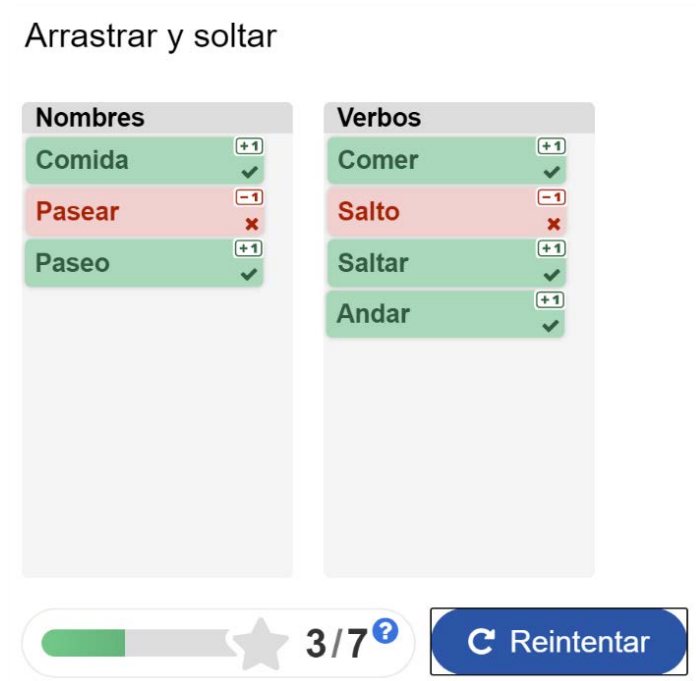 Arrastrar y soltar
Nombres
Comida +1
Pasear -1
Paseo +1
Verbos
Comer +1
Salto -1
Saltar +1
Andar +1
3/7 ?
Reintentar